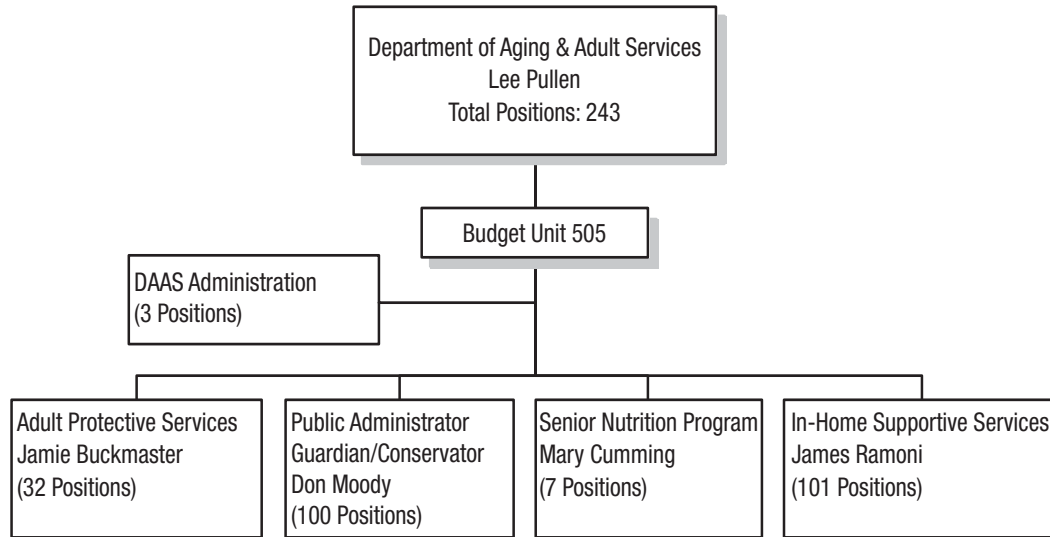 Department of Aging & Adult Services
Lee Pullen
Total Positions: 243
Budget Unit 505
DAAS Administration
(3 Positions)
Adult Protective Services
Jamie Buckmaster
(32 Positions)
Public Administrator
Guardian/Conservator
Don Moody
(100 Positions)
Senior Nutrition Program
Mary Cumming
(7 Positions)
In-Home Supportive Services
James Ramoni
(101 Positions)